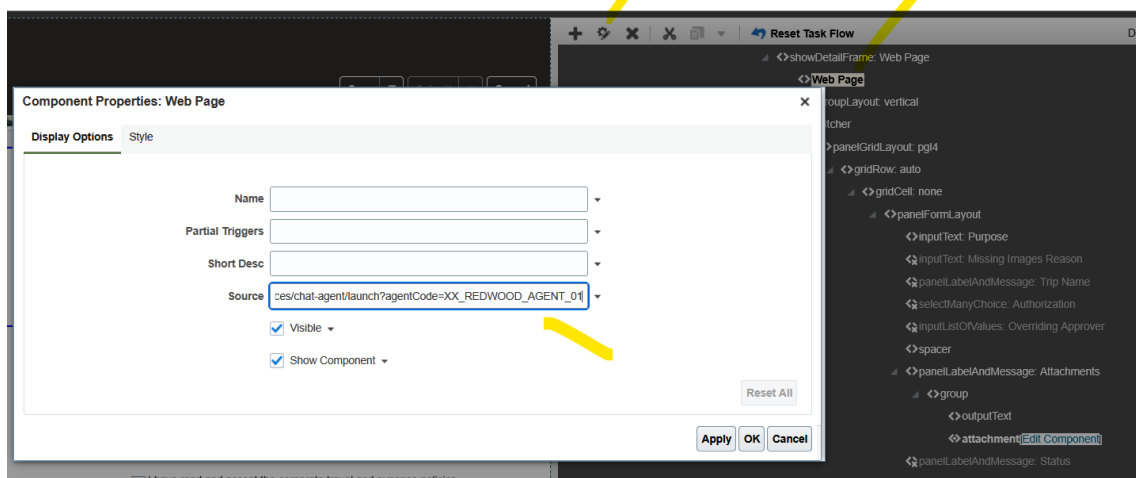 Reset Task Flow
D
showDetailFrame: Web Page
Web Page
Component Properties: Web Page
oupLayout: vertical
Display Options Style
itcher
panelGridLayout: pgl4
gridRow: auto
gridCell: none
Name
panelFormLayout
Partial Triggers
inputText: Purpose
Short Desc
inputText: Missing Images Reason
panelLabelAndMessage: Trip Name
Source ces/chat-agent/launch?agentCode=XX_REDWOOD_AGENT_01
selectManyChoice: Authorization
Visible
inputListOfValues: Overriding Approver
Show Component
spacer
panelLabelAndMessage: Attachments
Reset All
group
outputText
Apply OK Cancel
attachment[Edit Component]
panelLabelAndMessage: Status